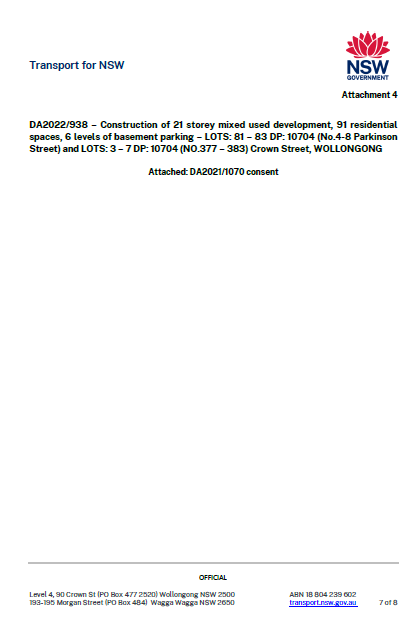 Transport for NSW
NSW
GOVERNMENT
Attachment 4
DA2022/938 – Construction of 21 storey mixed used development, 91 residential
spaces, 6 levels of basement parking – LOTS: 81 – 83 DP: 10704 (No.4-8 Parkinson
Street) and LOTS: 3 – 7 DP: 10704 (NO.377 – 383) Crown Street, WOLLONGONG
Attached: DA2021/1070 consent
OFFICIAL
Level 4, 90 Crown St (PO Box 477 2520) Wollongong NSW 2500
193-195 Morgan Street (PO Box 484) Wagga Wagga NSW 2650
ABN 18 804 239 602
transport.nsw.gov.au
7 of 8